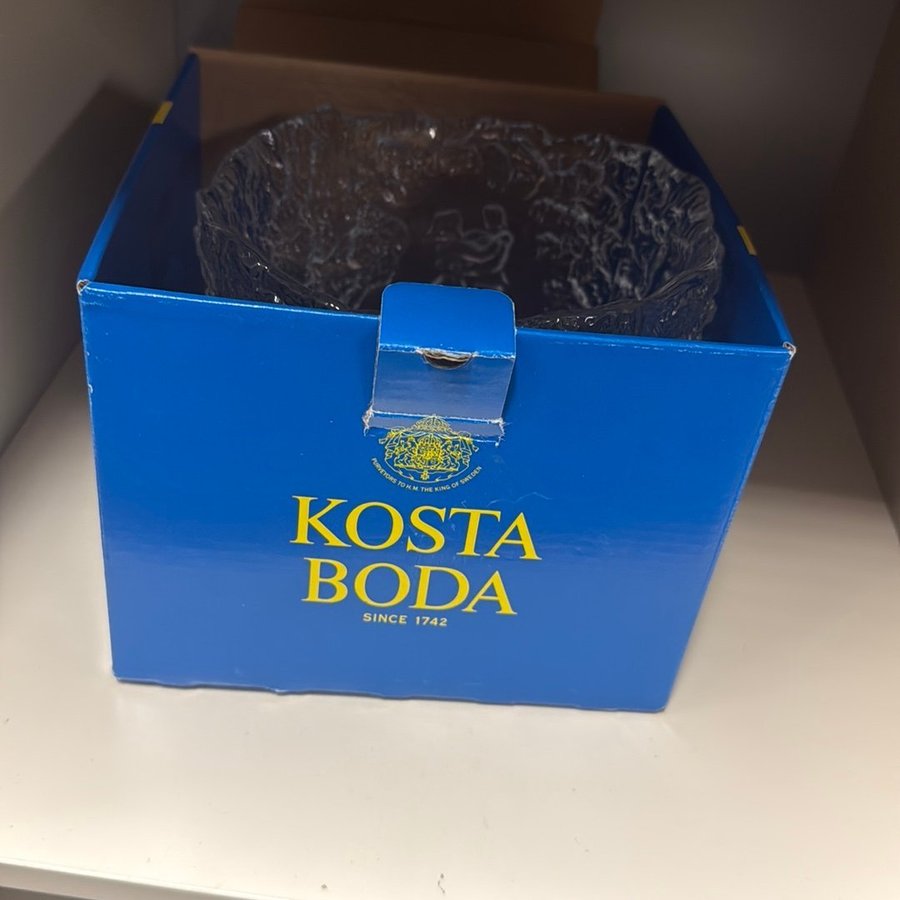 PURVEYORS TO H.M. THE KING OF SWEDEN
KOSTA
BODA
SINCE 1742